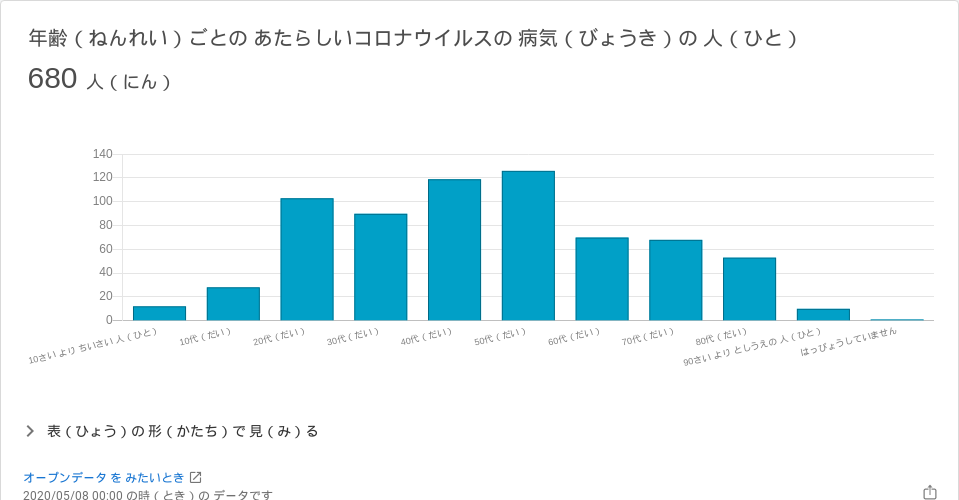 年齢 ( ねんれい ) ごとの あたらしいコロナウイルスの 病気 ( びょうき ) の 人 ( ひと )
680 人 ( にん )
140
120
100
80
60
40
20
0
10さい より ちいさい 人 ( ひと )
10代 ( だい )
20代 ( だい )
30代 ( だい )
40代 ( だい )
50代 ( だい )
60代 ( だい )
70代 ( だい )
80代 ( だい )
90さい より としうえの 人 ( ひと )
はっぴょうしていません
表 ( ひょう ) の 形 ( かたち ) で 見 ( み ) る
オープンデータ を みたいとき
2020/05/08 00:00 の時 ( とき ) の データです